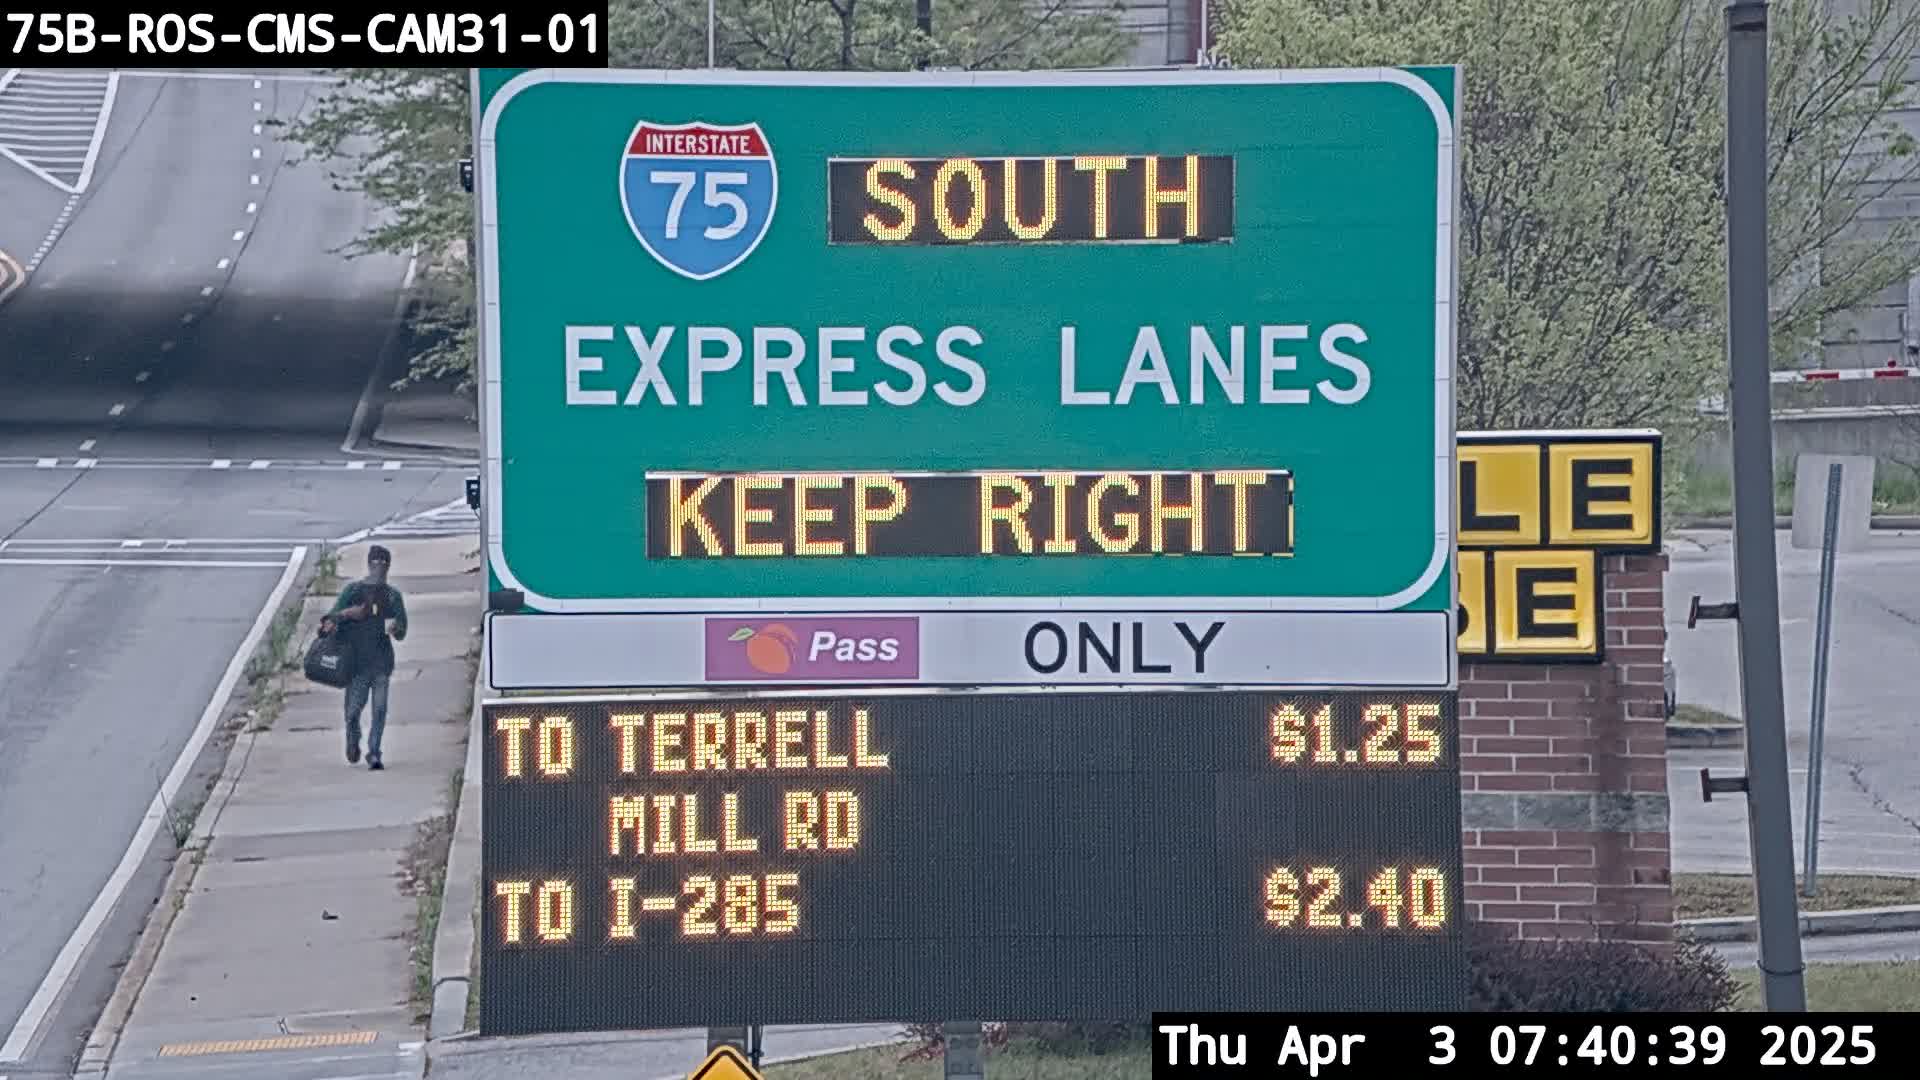 75B-ROS-CMS-CAM31-01
INTERSTATE
75
SOUTH
EXPRESS LANES
KEEP RIGHT
Pass ONLY
TO TERRELL $1.25
MILL RD
TO I-285 $2.40
LE
E
Thu Apr 3 07:40:39 2025